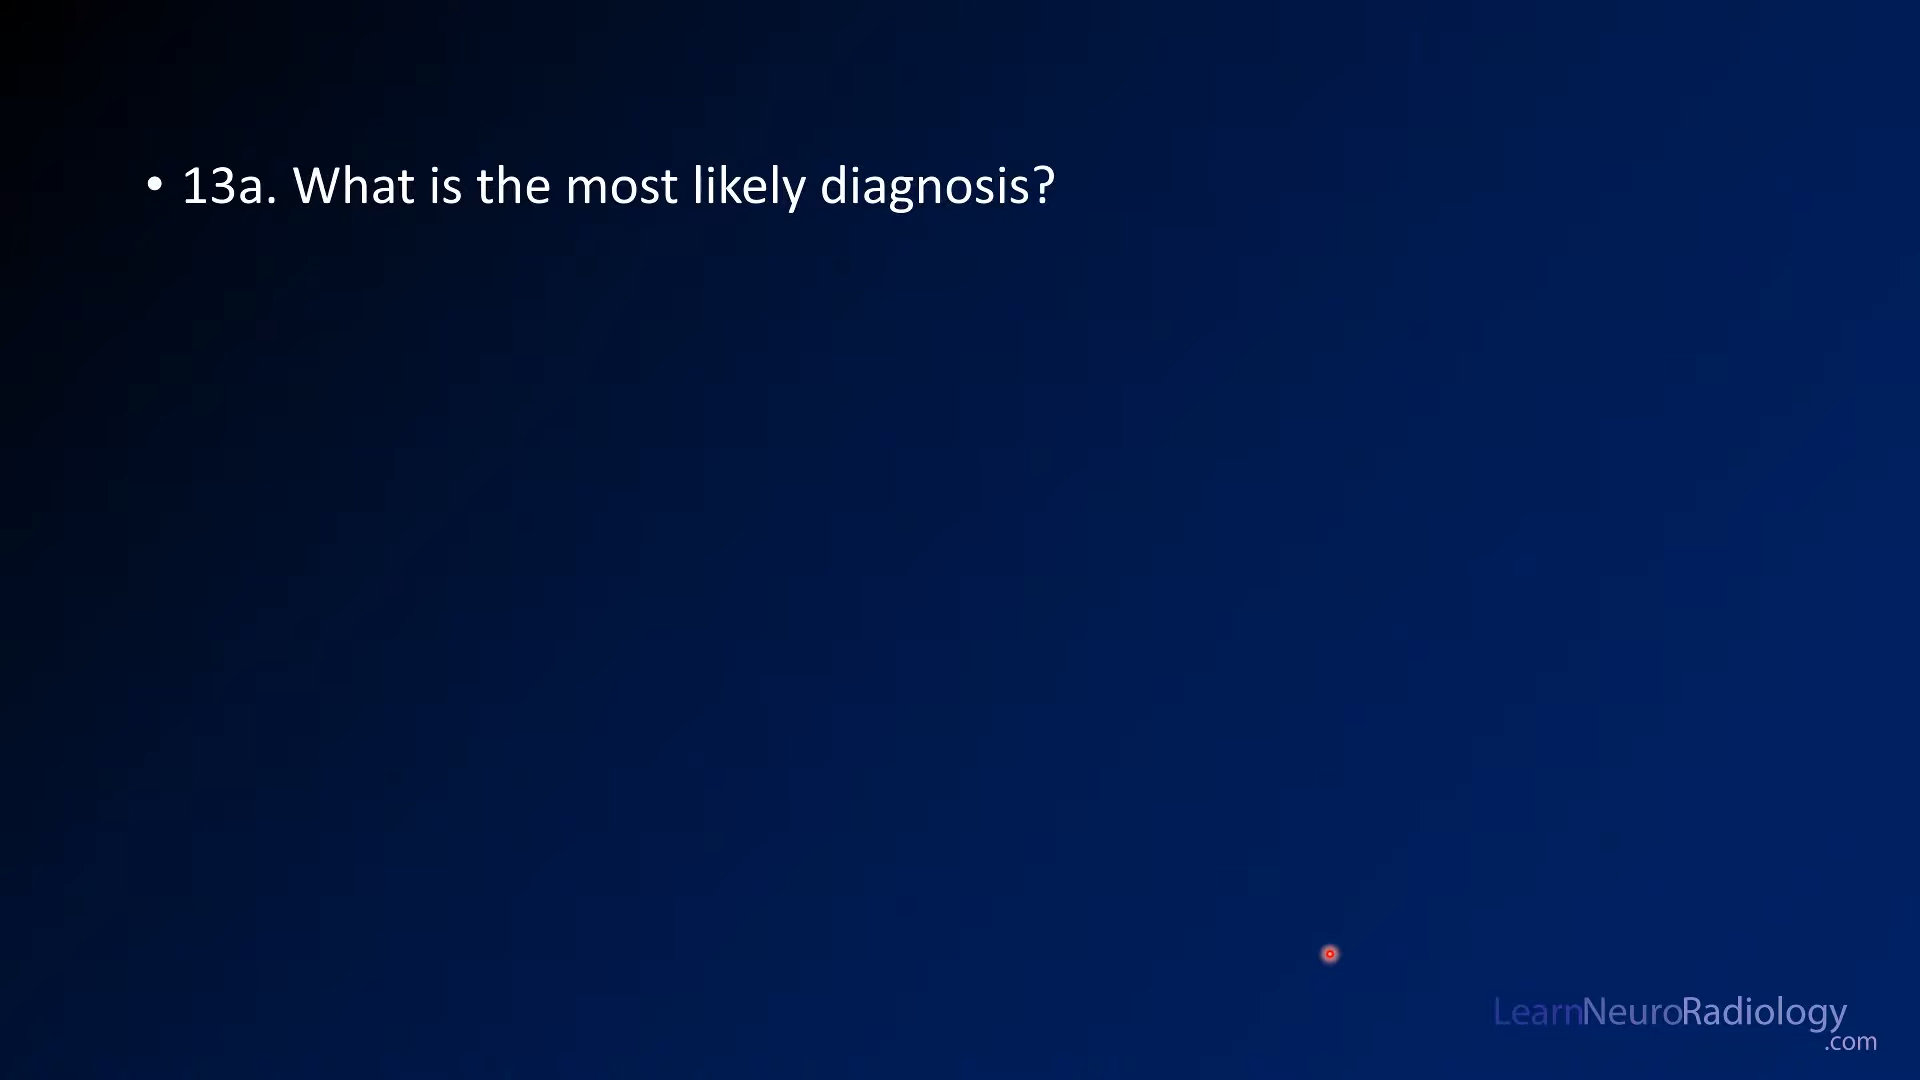 • 13a. What is the most likely diagnosis?
LearnNeuroRadiology
.com